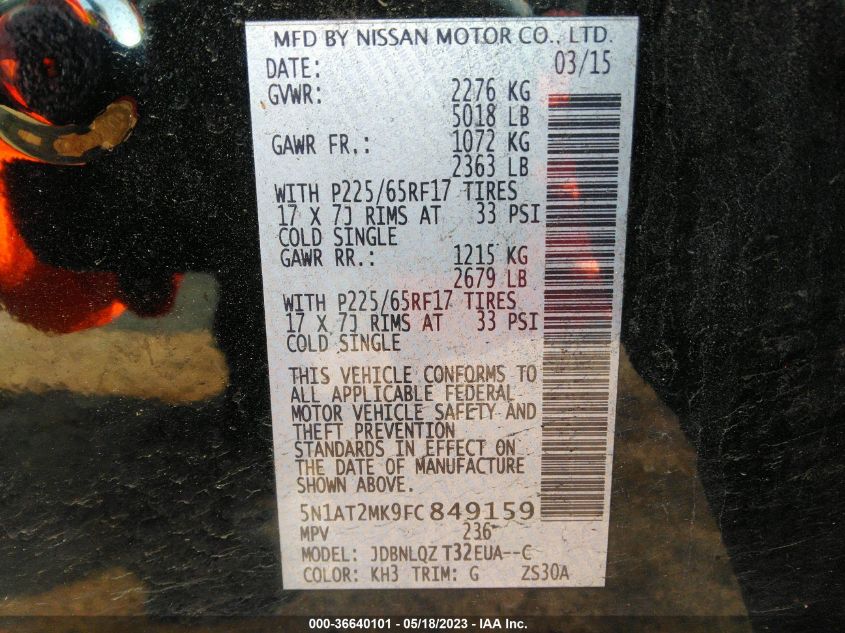 MFD BY NISSAN MOTOR CO., LTD.
DATE: 03/15
GVWR: 2276 KG
5018 LB
GAWR FR.: 1072 KG
2363 LB
WITH P225/65RF17 TIRES
17 X 7J RIMS AT 33 PSI
COLD SINGLE
GAWR RR.: 1215 KG
2679 LB
WITH P225/65RF17 TIRES
17 X 7J RIMS AT 33 PSI
COLD SINGLE
THIS VEHICLE CONFORMS TO
ALL APPLICABLE FEDERAL
MOTOR VEHICLE SAFETY AND
THEFT PREVENTION
STANDARDS IN EFFECT ON
THE DATE OF MANUFACTURE
SHOWN ABOVE.
5N1AT2MK9FC849159
MPV 236
MODEL: JDBNLQZ T32EUA--C
COLOR: KH3 TRIM: G ZS30A
000-36640101 - 05/18/2023 - IAA Inc.